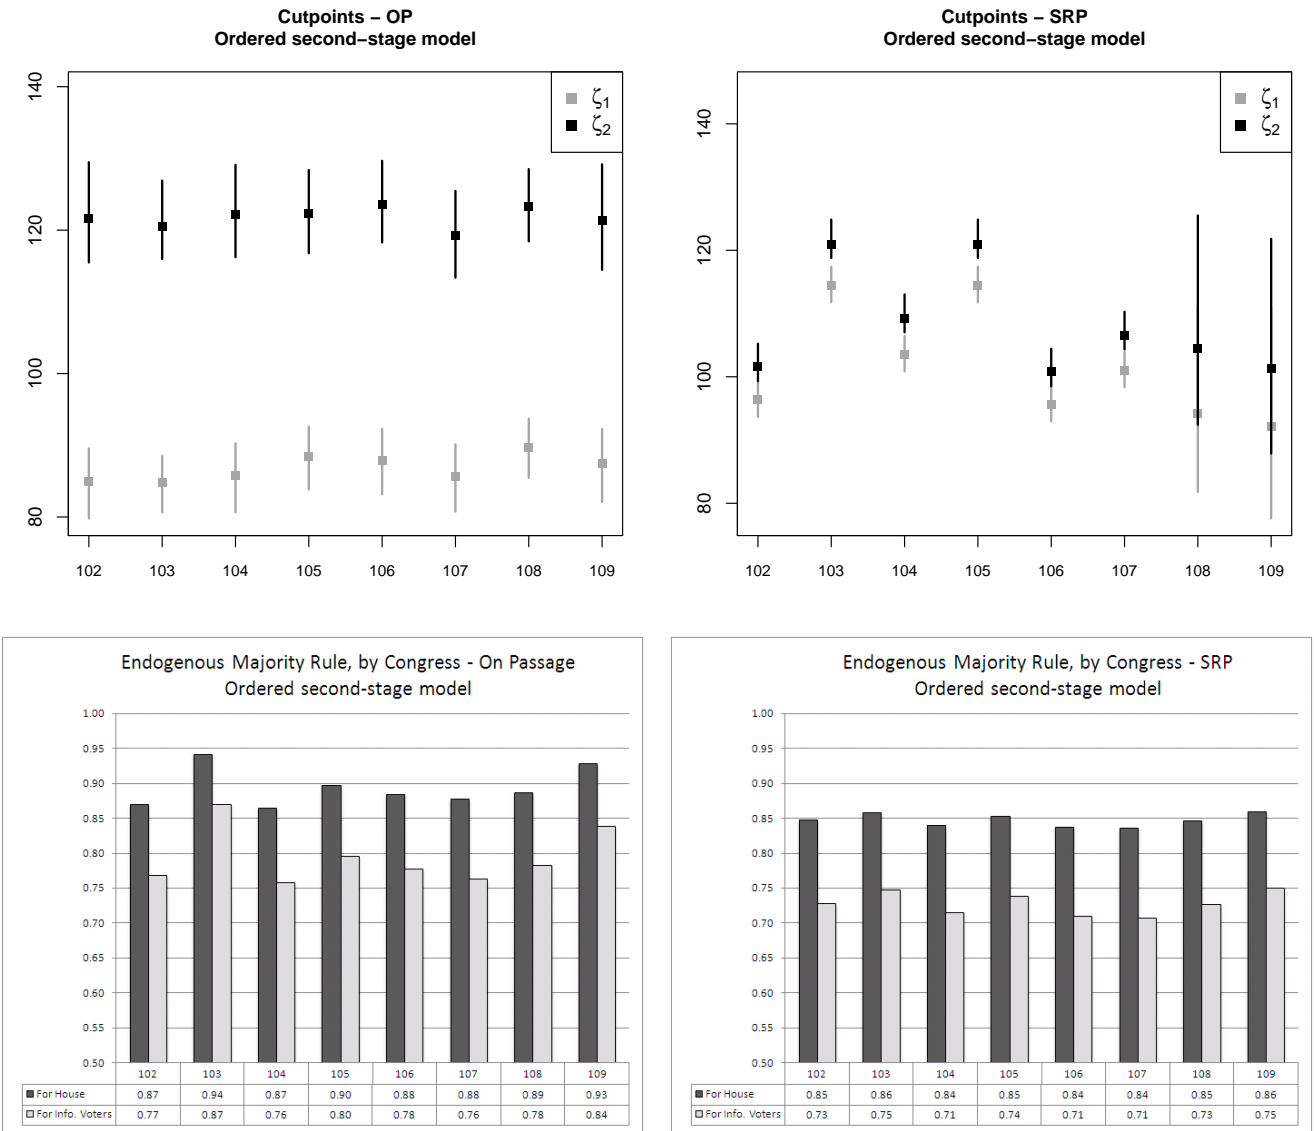 Cutpoints – OP
Ordered second–stage model
140
120
100
80
ζ1
ζ2
102 103 104 105 106 107 108 109
Cutpoints – SRP
Ordered second–stage model
140
120
100
80
ζ1
ζ2
102 103 104 105 106 107 108 109
Endogenous Majority Rule, by Congress - On Passage
Ordered second-stage model
1.00
0.95
0.90
0.85
0.80
0.75
0.70
0.65
0.60
0.55
0.50
102 103 104 105 106 107 108 109
For House 0.87 0.94 0.87 0.90 0.88 0.88 0.89 0.93
For Info. Voters 0.77 0.87 0.76 0.80 0.78 0.76 0.78 0.84
Endogenous Majority Rule, by Congress - SRP
Ordered second-stage model
1.00
0.95
0.90
0.85
0.80
0.75
0.70
0.65
0.60
0.55
0.50
102 103 104 105 106 107 108 109
For House 0.85 0.86 0.84 0.85 0.84 0.84 0.85 0.86
For Info. Voters 0.73 0.75 0.71 0.74 0.71 0.71 0.73 0.75